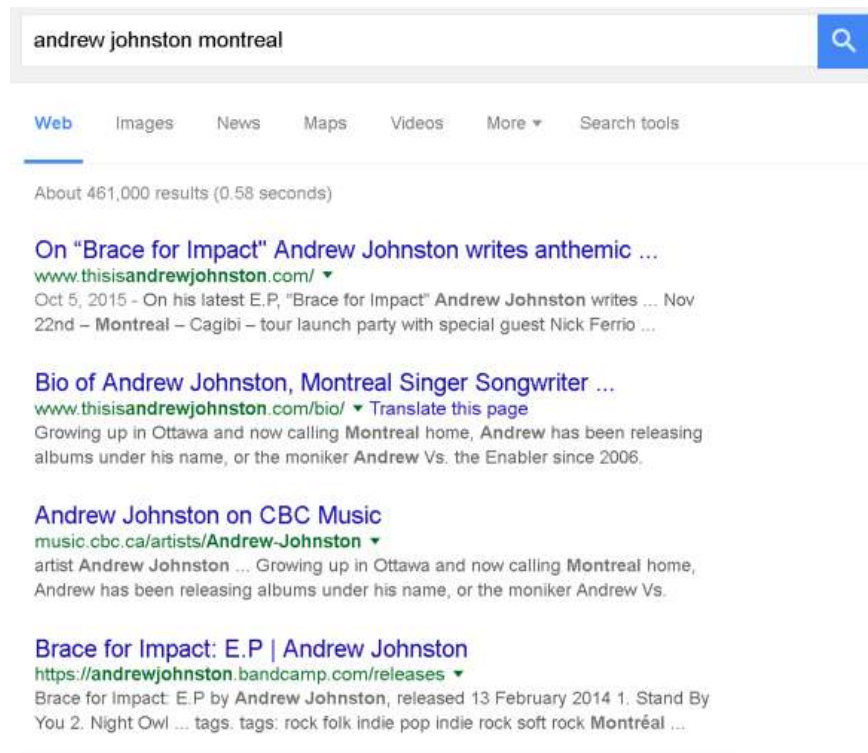 andrew johnston montreal
Web Images News Maps Videos More Search tools
About 461,000 results (0.58 seconds)
On “Brace for Impact" Andrew Johnston writes anthemic ...
www.thisisandrewjohnston.com/
Oct 5, 2015 - On his latest E.P, “Brace for Impact” Andrew Johnston writes ... Nov
22nd – Montreal – Cagibi – tour launch party with special guest Nick Ferrio ...
Bio of Andrew Johnston, Montreal Singer Songwriter ...
www.thisisandrewjohnston.com/bio/ Translate this page
Growing up in Ottawa and now calling Montreal home, Andrew has been releasing
albums under his name, or the moniker Andrew Vs. the Enabler since 2006.
Andrew Johnston on CBC Music
music.cbc.ca/artists/Andrew-Johnston
artist Andrew Johnston ... Growing up in Ottawa and now calling Montreal home,
Andrew has been releasing albums under his name, or the moniker Andrew Vs.
Brace for Impact: E.P | Andrew Johnston
https://andrewjohnston.bandcamp.com/releases
Brace for Impact: E.P by Andrew Johnston, released 13 February 2014 1. Stand By
You 2. Night Owl ... tags. tags: rock folk indie pop indie rock soft rock Montréal ...